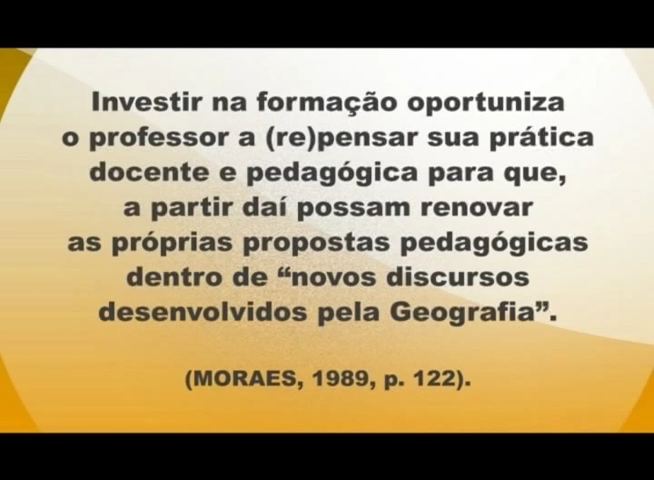 Investir na formação oportuniza
o professor a (re)pensar sua prática
docente e pedagógica para que,
a partir daí possam renovar
as próprias propostas pedagógicas
dentro de “novos discursos
desenvolvidos pela Geografia”.
(MORAES, 1989, p. 122).